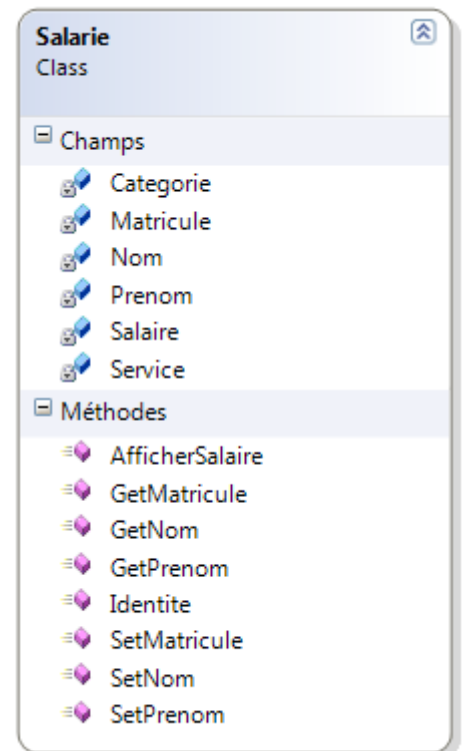 Salarie
Class
Champs
Categorie
Matricule
Nom
Prenom
Salaire
Service
Méthodes
AfficherSalaire
GetMatricule
GetNom
GetPrenom
Identite
SetMatricule
SetNom
SetPrenom